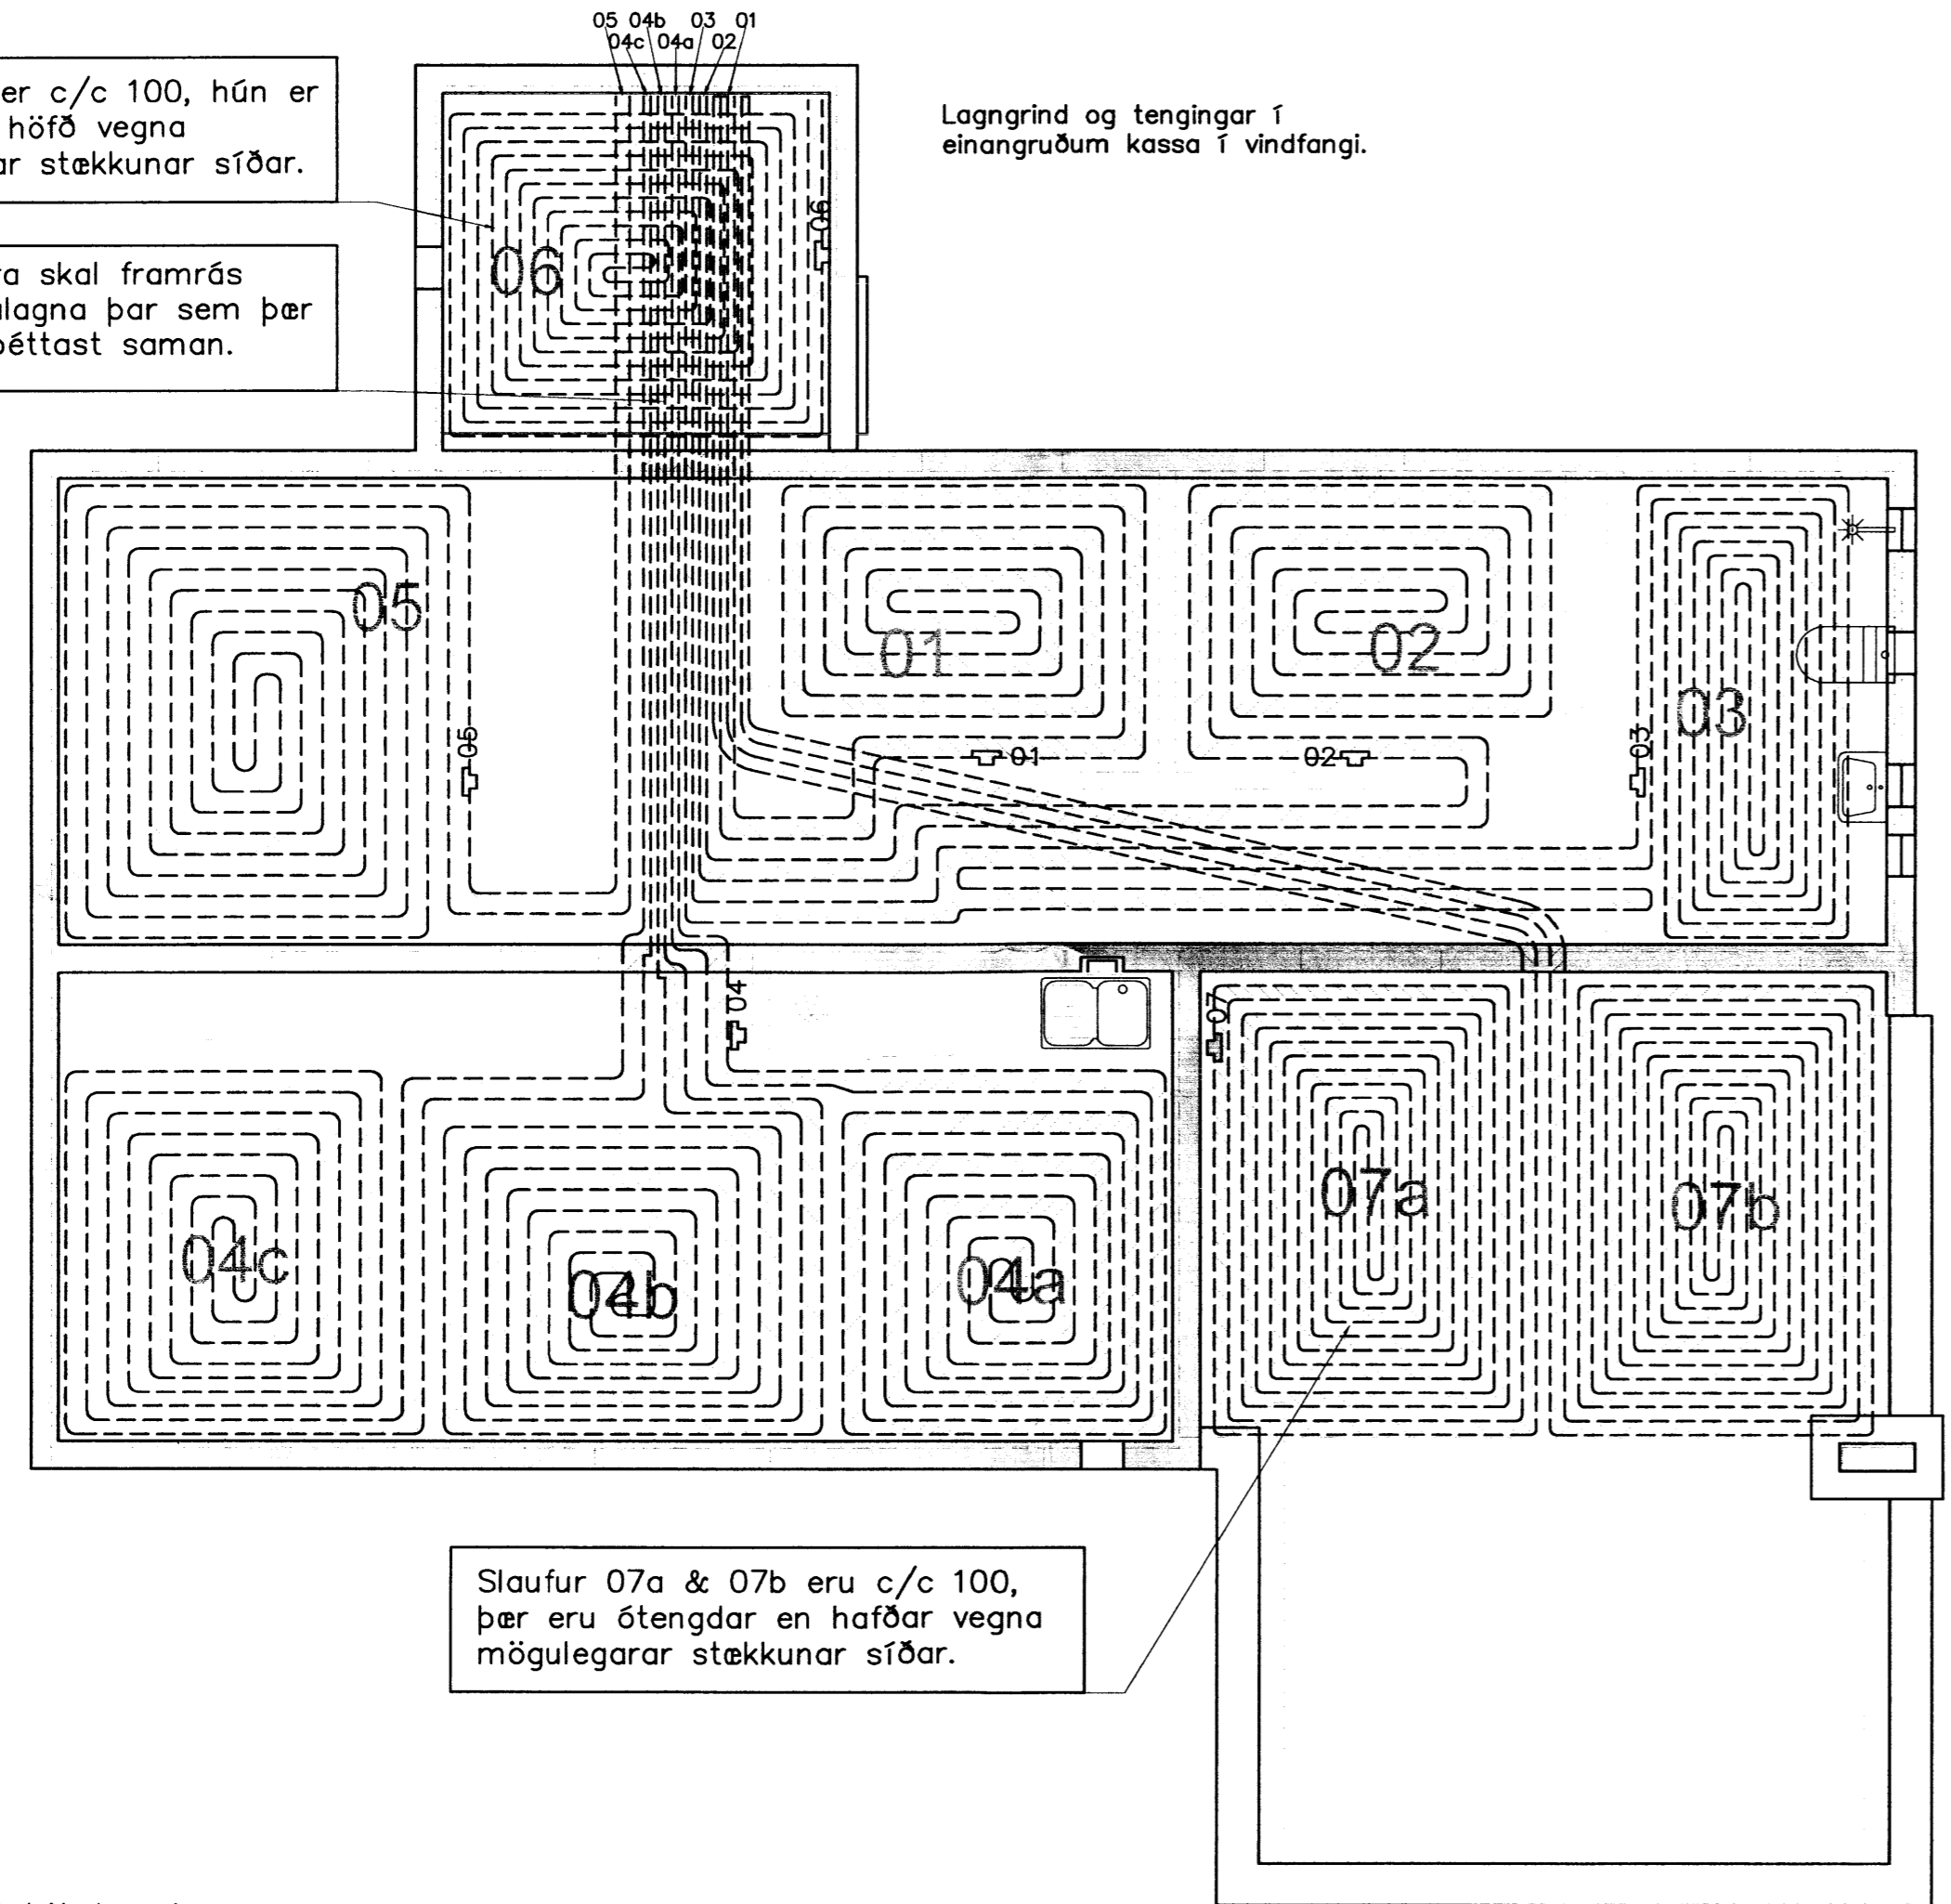 05 04b 03 01
04c 04a 02
er c/c 100, hún er
höfð vegna
ar stækkunar síðar.
Lagngrind og tengingar í
einangruðum kassa í vindfangi.
06
06
ra skal framrás
alagna þar sem þær
þéttast saman.
05
01
02
03
05
01
02
03
04
07
04c
04b
04a
07a
07b
Slaufur 07a & 07b eru c/c 100,
þær eru ótengdar en hafðar vegna
mögulegarar stækkunar síðar.